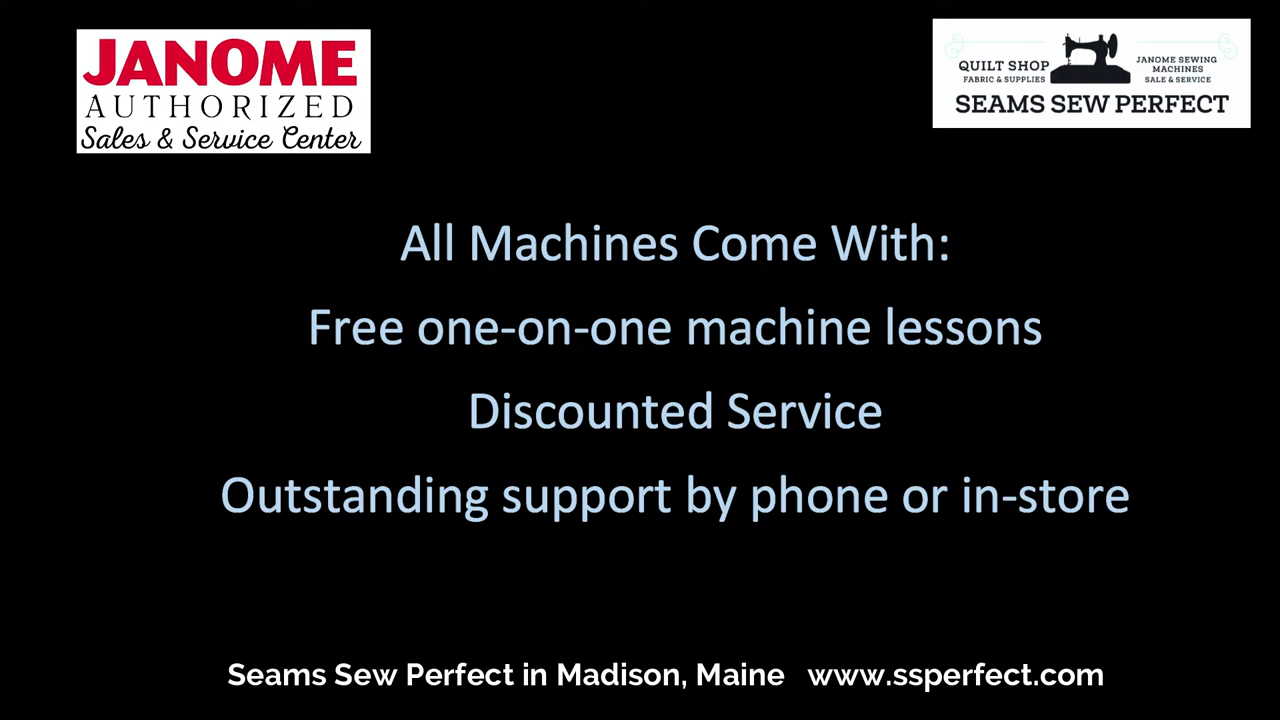 JANOME
AUTHORIZED
Sales & Service Center
QUILT SHOP
FABRIC & SUPPLIES
JANOME SEWING
MACHINES
SALE & SERVICE
SEAMS SEW PERFECT
All Machines Come With:
Free one-on-one machine lessons
Discounted Service
Outstanding support by phone or in-store
Seams Sew Perfect in Madison, Maine www.ssperfect.com